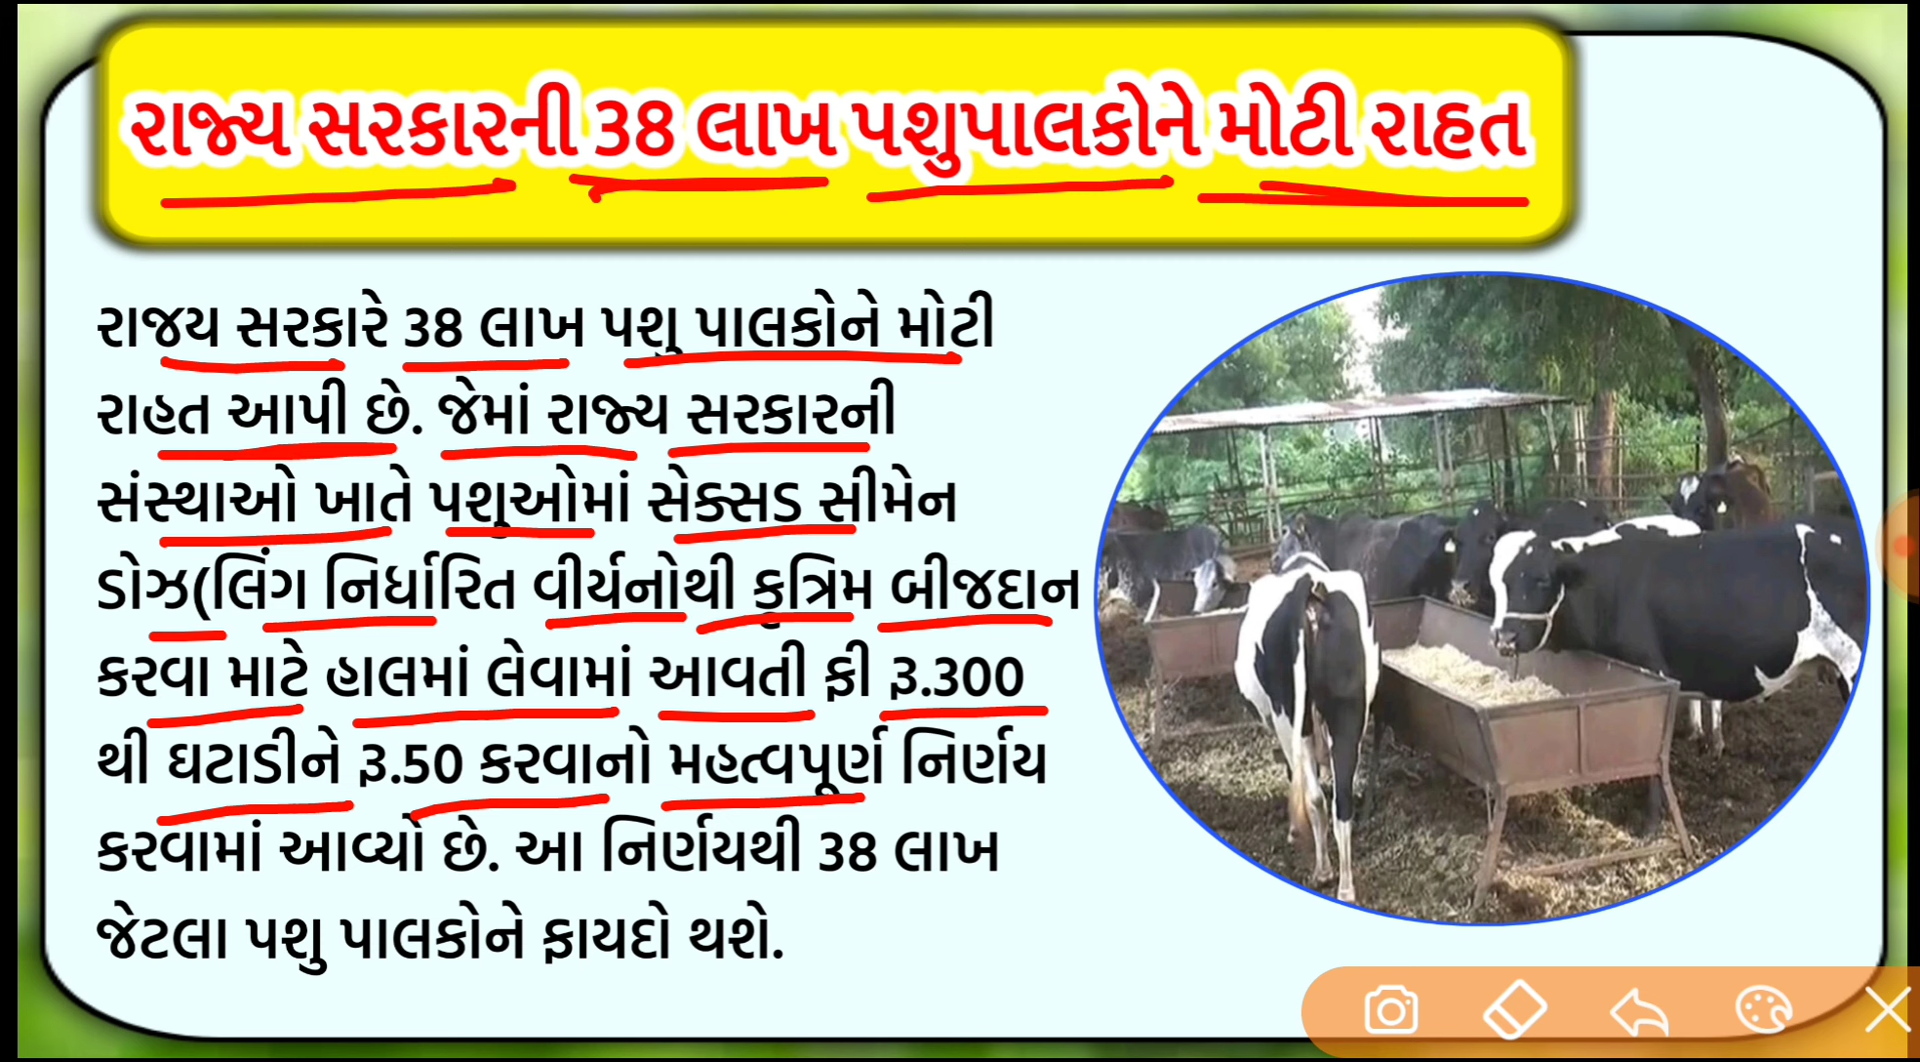 રાજ્ય સરકારની 38 લાખ પશુપાલકોને મોટી રાહત
રાજ્ય સરકારે 38 લાખ પશુ પાલકોને મોટી
રાહત આપી છે. જેમાં રાજ્ય સરકારની
સંસ્થાઓ ખાતે પશુઓમાં સેક્સડ સીમેન
ડોઝ(લિંગ નિર્ધારિત વીર્યનોથી કૃત્રિમ બીજદાન
કરવા માટે હાલમાં લેવામાં આવતી ફી રૂ.300
થી ઘટાડીને રૂ.50 કરવાનો મહત્વપૂર્ણ નિર્ણય
કરવામાં આવ્યો છે. આ નિર્ણયથી 38 લાખ
જેટલા પશુ પાલકોને ફાયદો થશે.